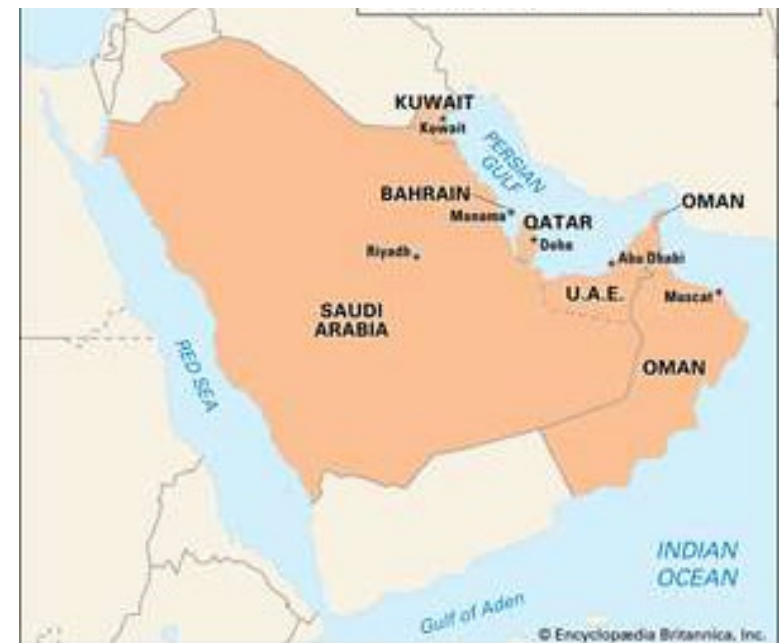 KUWAIT
Kuwait
PERSIAN
GULF
BAHRAIN
Manama
QATAR
Doha
OMAN
Abu Dhabi
Riyadh
U.A.E.
Muscat
SAUDI
ARABIA
RED SEA
OMAN
INDIAN
OCEAN
Gulf of Aden
© Encyclopædia Britannica, Inc.